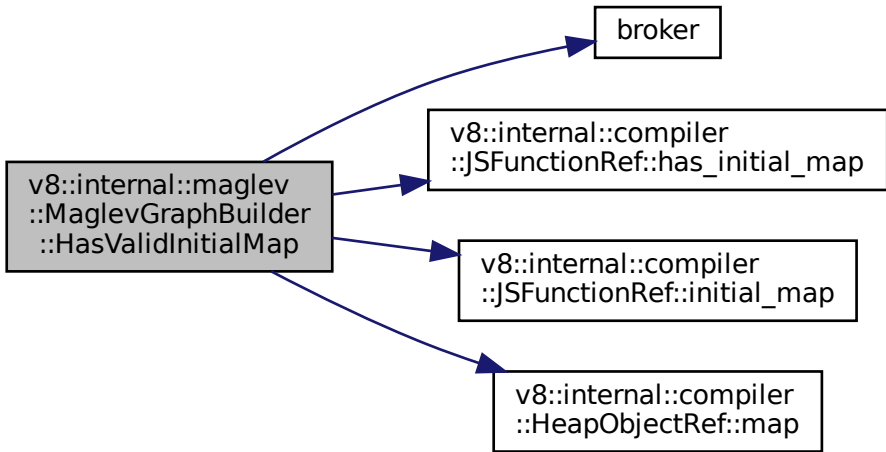 broker
v8::internal::compiler
::JSFunctionRef::has_initial_map
v8::internal::maglev
::MaglevGraphBuilder
::HasValidInitialMap
v8::internal::compiler
::JSFunctionRef::initial_map
v8::internal::compiler
::HeapObjectRef::map